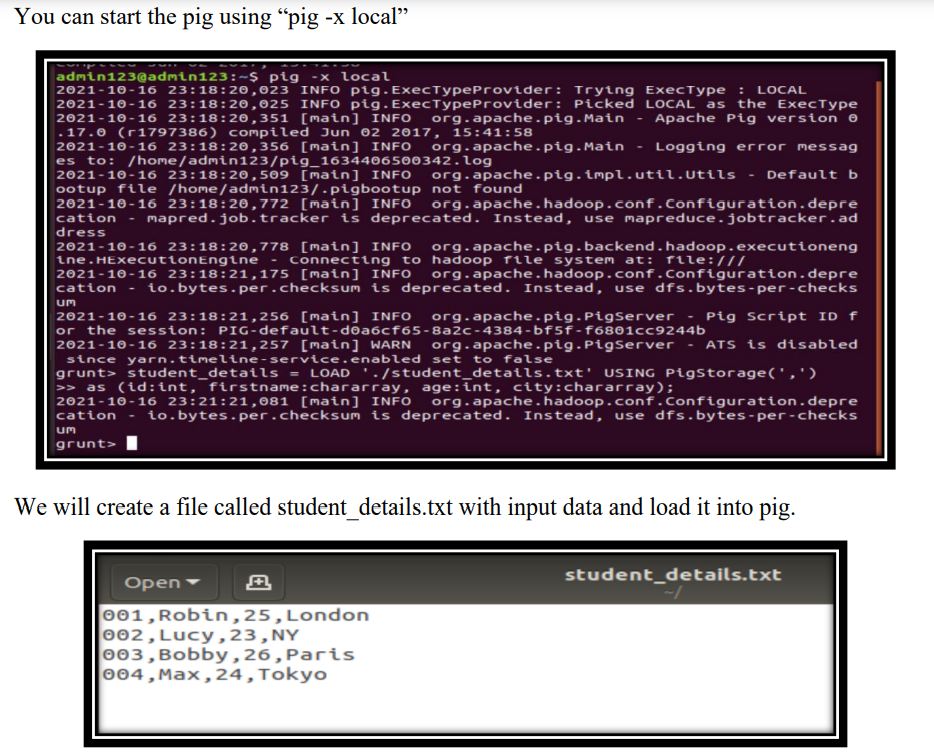 You can start the pig using “pig -x local”
admin123@admin123:~$ pig -x local
2021-10-16 23:18:20,023 INFO pig.ExecTypeProvider: Trying ExecType : LOCAL
2021-10-16 23:18:20,025 INFO pig.ExecTypeProvider: Picked LOCAL as the ExecType
2021-10-16 23:18:20,351 [main] INFO  org.apache.pig.Main - Apache Pig version 0
.17.0 (r1797386) compiled Jun 02 2017, 15:41:58
2021-10-16 23:18:20,356 [main] INFO  org.apache.pig.Main - Logging error messag
es to: /home/admin123/pig_1634406500342.log
2021-10-16 23:18:20,509 [main] INFO  org.apache.pig.impl.util.Utils - Default b
ootup file /home/admin123/.pigbootup not found
2021-10-16 23:18:20,772 [main] INFO  org.apache.hadoop.conf.Configuration.depre
cation - mapred.job.tracker is deprecated. Instead, use mapreduce.jobtracker.ad
dress
2021-10-16 23:18:20,778 [main] INFO  org.apache.pig.backend.hadoop.executioneng
ine.HExecutionEngine - Connecting to hadoop file system at: file:///
2021-10-16 23:18:21,175 [main] INFO  org.apache.hadoop.conf.Configuration.depre
cation - io.bytes.per.checksum is deprecated. Instead, use dfs.bytes-per-checks
um
2021-10-16 23:18:21,256 [main] INFO  org.apache.pig.PigServer - Pig Script ID f
or the session: PIG-default-d0a6cf65-8a2c-4384-bf5f-f6801cc9244b
2021-10-16 23:18:21,257 [main] WARN  org.apache.pig.PigServer - ATS is disabled
 since yarn.timeline-service.enabled set to false
grunt> student_details = LOAD './student_details.txt' USING PigStorage(',')
>> as (id:int, firstname:chararray, age:int, city:chararray);
2021-10-16 23:21:21,081 [main] INFO  org.apache.hadoop.conf.Configuration.depre
cation - io.bytes.per.checksum is deprecated. Instead, use dfs.bytes-per-checks
um
grunt>
We will create a file called student_details.txt with input data and load it into pig.
Open
student_details.txt
~/
001,Robin,25,London
002,Lucy,23,NY
003,Bobby,26,Paris
004,Max,24,Tokyo